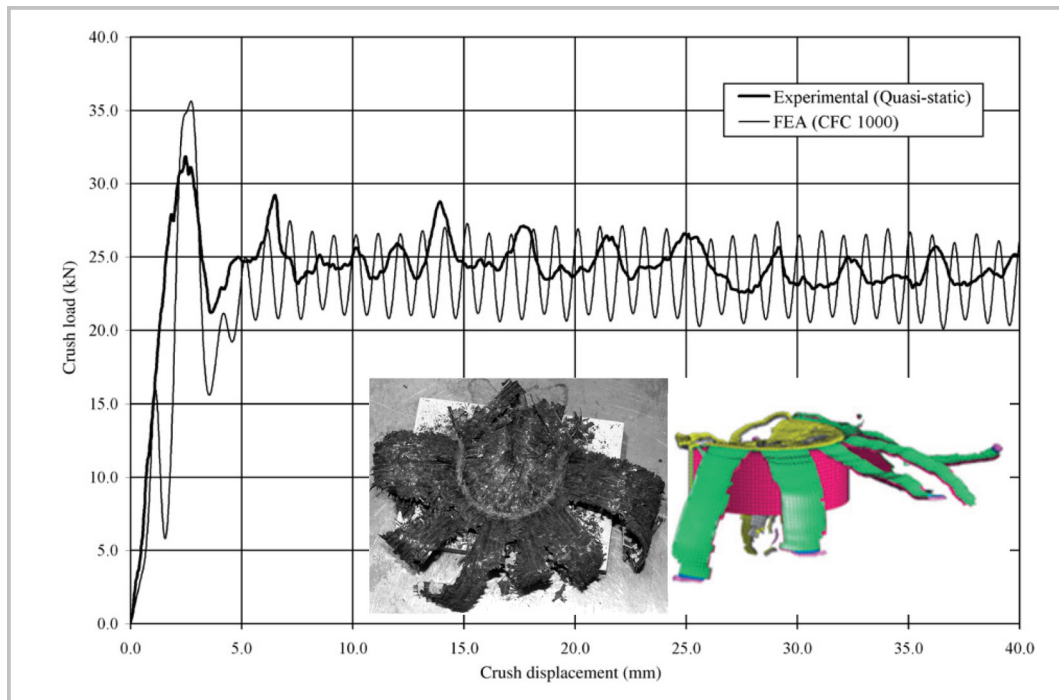 40.0
35.0
30.0
25.0
20.0
15.0
10.0
5.0
0.0
Crush load (kN)
Experimental (Quasi-static)
FEA (CFC 1000)
0.0 5.0 10.0 15.0 20.0 25.0 30.0 35.0 40.0
Crush displacement (mm)